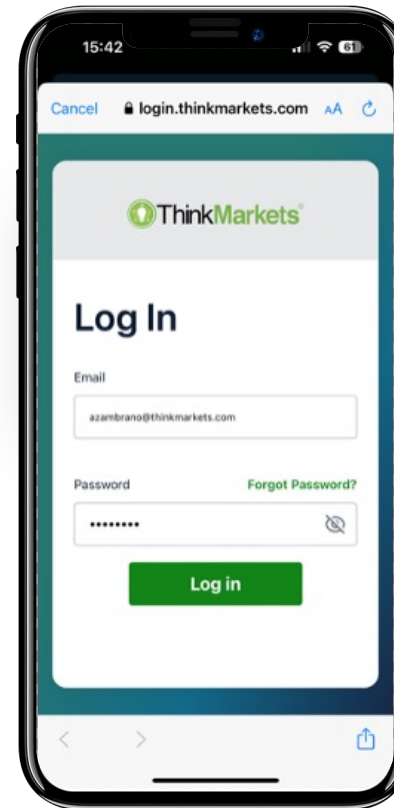 15:42
61
Cancel login.thinkmarkets.com AA
ThinkMarkets®
Log In
Email
azambrano@thinkmarkets.com
Password Forgot Password?
••••••••
Log in